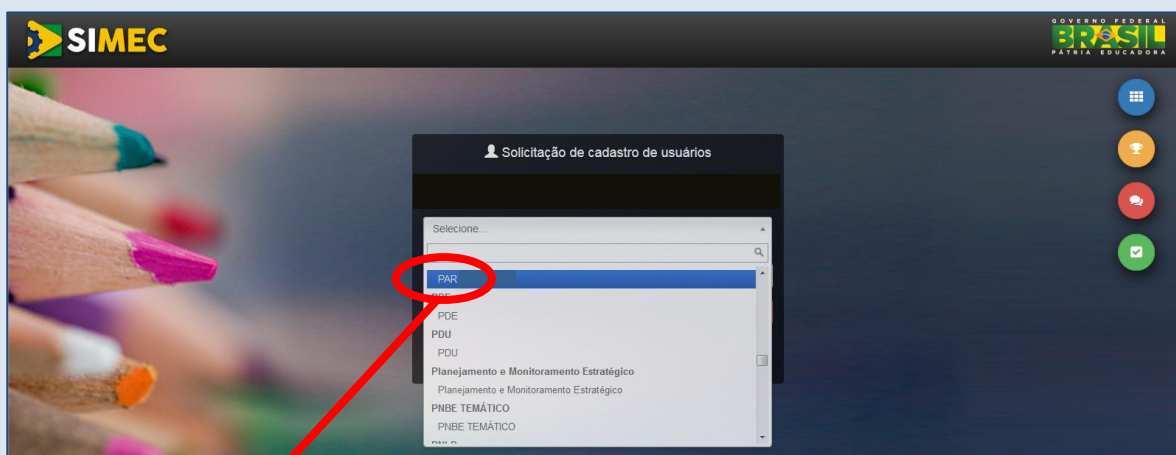 SIMEC
GOVERNO FEDERAL
BRASIL
PÁTRIA EDUCADORA
Solicitação de cadastro de usuários
Selecione...
PAR
PDE
PDE
PDU
PDU
Planejamento e Monitoramento Estratégico
Planejamento e Monitoramento Estratégico
PNBE TEMÁTICO
PNBE TEMÁTICO